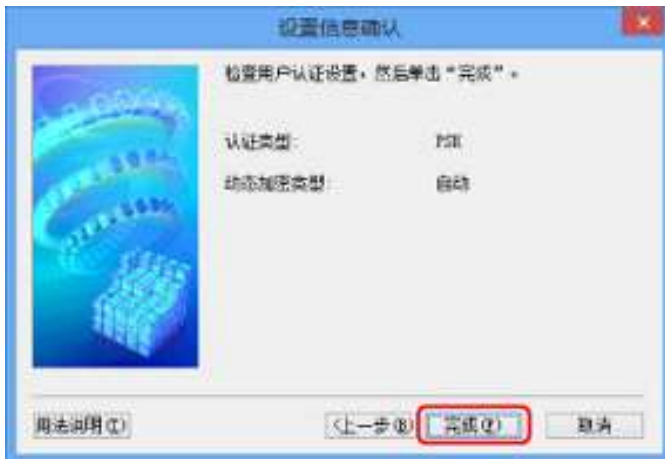 设置信息确认
检查用户认证设置，然后单击“完成”。
认证类型: PSK
动态加密类型: 自动
用法说明(I) <上一步(B) 完成(F) 取消